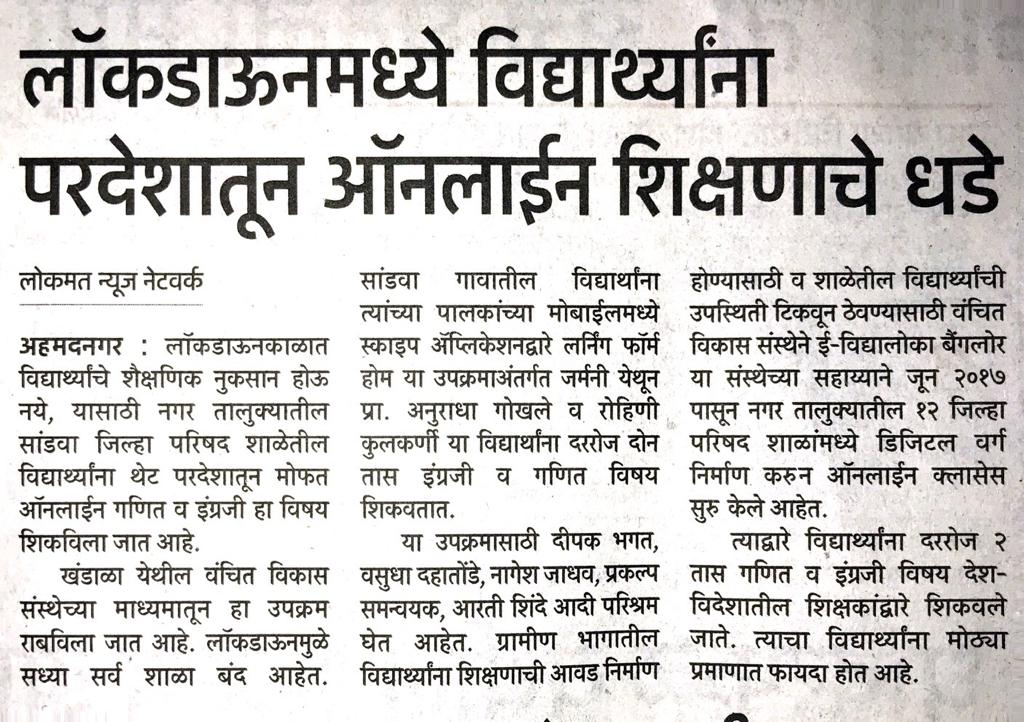 लॉकडाऊनमध्ये विद्यार्थ्यांना
परदेशातून ऑनलाईन शिक्षणाचे धडे
लोकमत न्यूज नेटवर्क
अहमदनगर : लॉकडाऊनकाळात
विद्यार्थ्यांचे शैक्षणिक नुकसान होऊ
नये, यासाठी नगर तालुक्यातील
सांडवा जिल्हा परिषद शाळेतील
विद्यार्थ्यांना थेट परदेशातून मोफत
ऑनलाईन गणित व इंग्रजी हा विषय
शिकविला जात आहे.
खंडाळा येथील वंचित विकास
संस्थेच्या माध्यमातून हा उपक्रम
राबविला जात आहे. लॉकडाऊनमुळे
सध्या सर्व शाळा बंद आहेत.
सांडवा गावातील विद्यार्थांना
त्यांच्या पालकांच्या मोबाईलमध्ये
स्काइप ॲप्लिकेशनद्वारे लर्निंग फॉर्म
होम या उपक्रमाअंतर्गत जर्मनी येथून
प्रा. अनुराधा गोखले व रोहिणी
कुलकर्णी या विद्यार्थांना दररोज दोन
तास इंग्रजी व गणित विषय
शिकवतात.
या उपक्रमासाठी दीपक भगत,
वसुधा दहातोंडे, नागेश जाधव, प्रकल्प
समन्वयक, आरती शिंदे आदी परिश्रम
घेत आहेत. ग्रामीण भागातील
विद्यार्थ्यांना शिक्षणाची आवड निर्माण
होण्यासाठी व शाळेतील विद्यार्थ्यांची
उपस्थिती टिकवून ठेवण्यासाठी वंचित
विकास संस्थेने ई-विद्यालोका बैंगलोर
या संस्थेच्या सहाय्याने जून २०१७
पासून नगर तालुक्यातील १२ जिल्हा
परिषद शाळांमध्ये डिजिटल वर्ग
निर्माण करुन ऑनलाईन क्लासेस
सुरु केले आहेत.
त्याद्वारे विद्यार्थ्यांना दररोज २
तास गणित व इंग्रजी विषय देश-
विदेशातील शिक्षकांद्वारे शिकवले
जाते. त्याचा विद्यार्थ्यांना मोठ्या
प्रमाणात फायदा होत आहे.